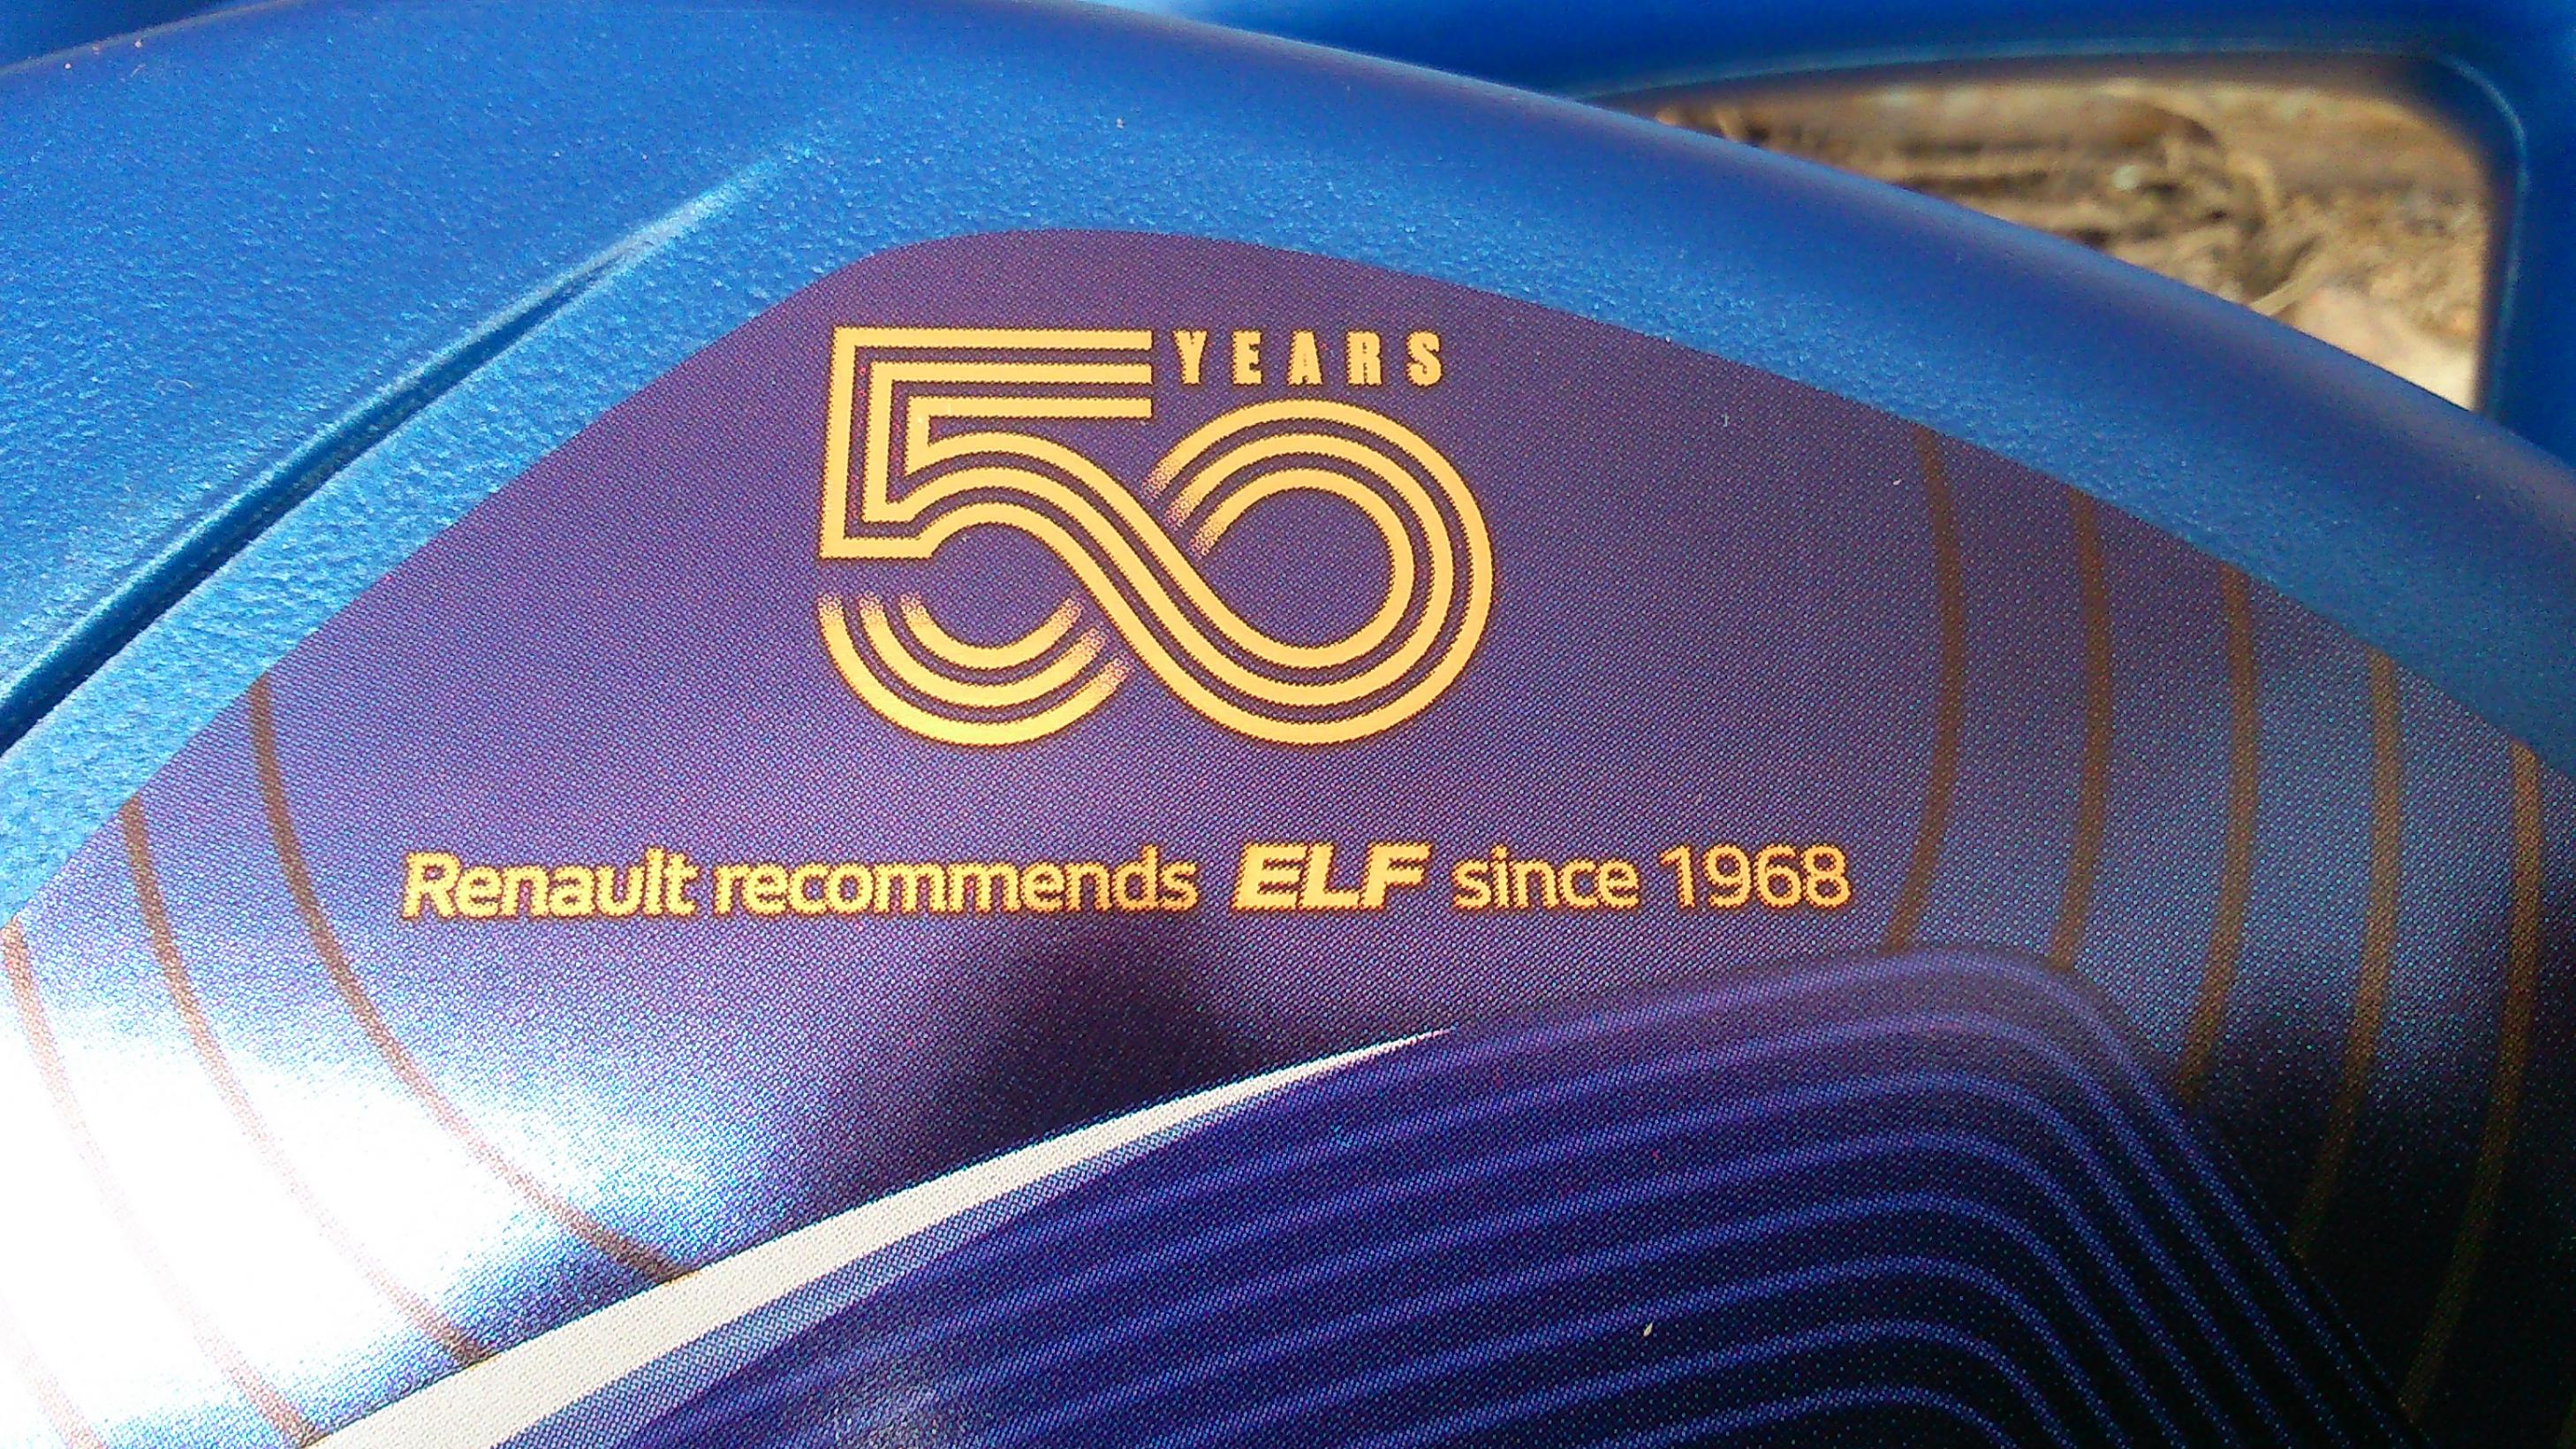 50 YEARS
Renault recommends ELF since 1968